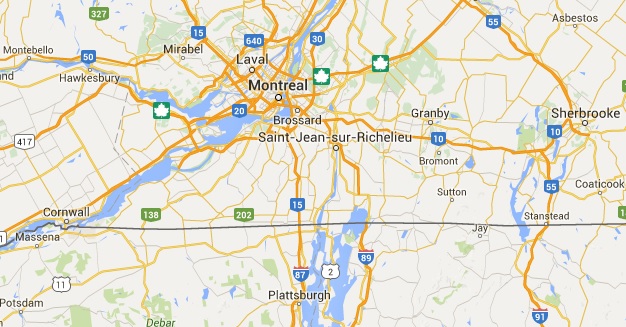 327
Asbestos
55
15
Montebello
Mirabel
640
30
50
Laval
nd
Hawkesbury
Montreal
20
Brossard
Granby
Sherbrooke
417
Saint-Jean-sur-Richelieu
10
10
Bromont
Sutton
55
Coaticook
Cornwall
138
202
15
Stanstead
1
Massena
Jay
89
87
2
11
Plattsburgh
Potsdam
91
Debar